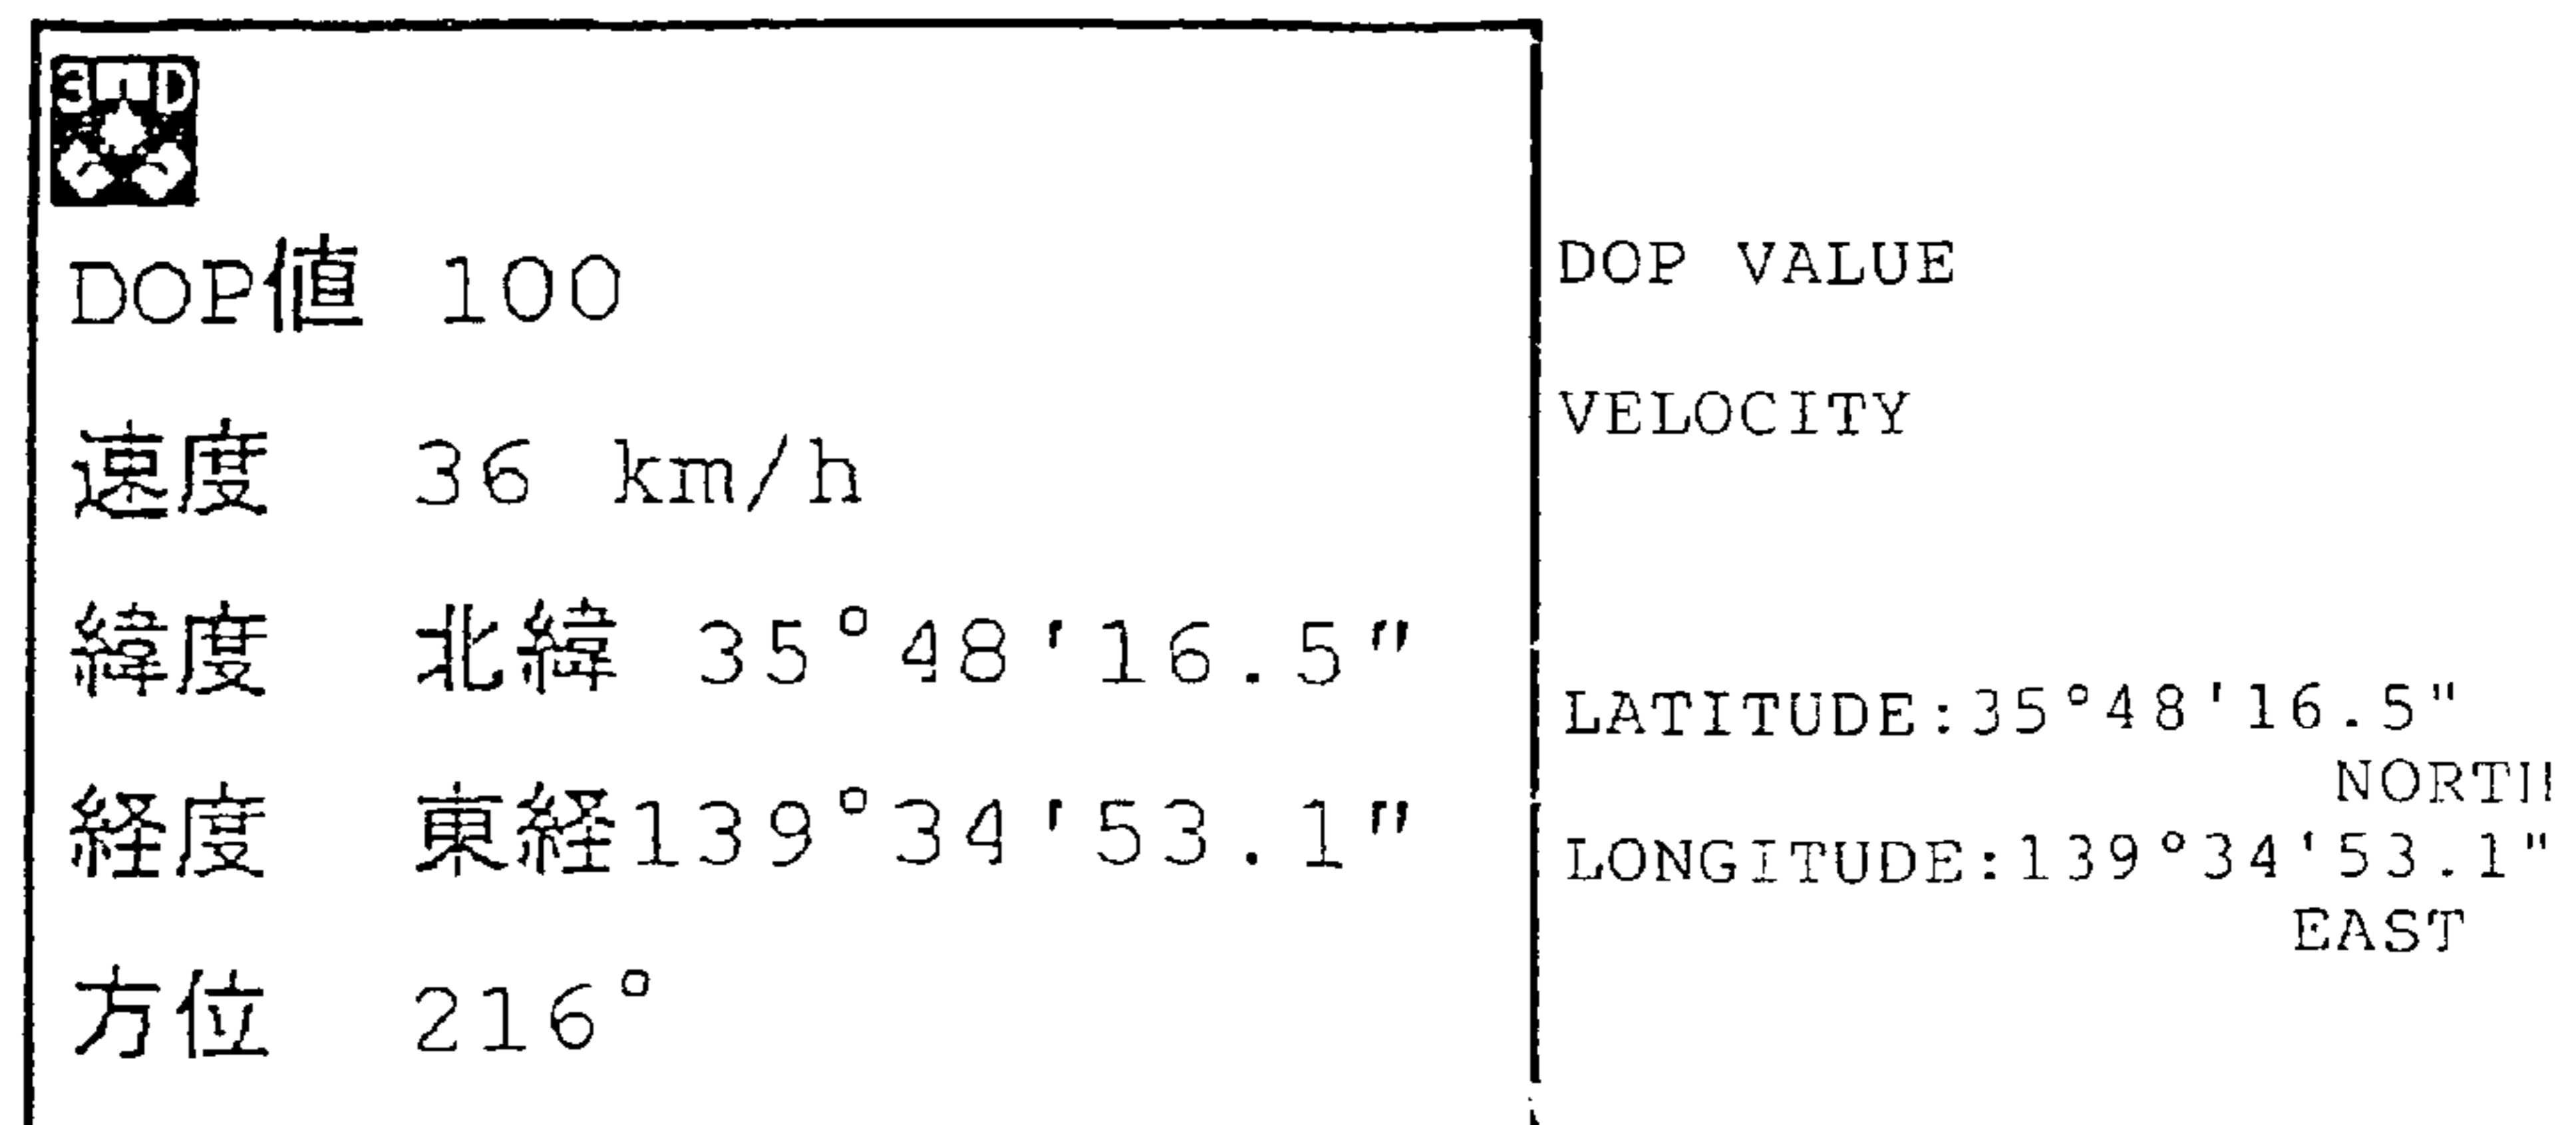 3 D
DOP値 100
DOP VALUE
速度 36 km/h
VELOCITY
緯度 北緯 35°48'16.5"
LATITUDE:35°48'16.5"
NORTH
経度 東経139°34'53.1"
LONGITUDE:139°34'53.1"
EAST
方位 216°